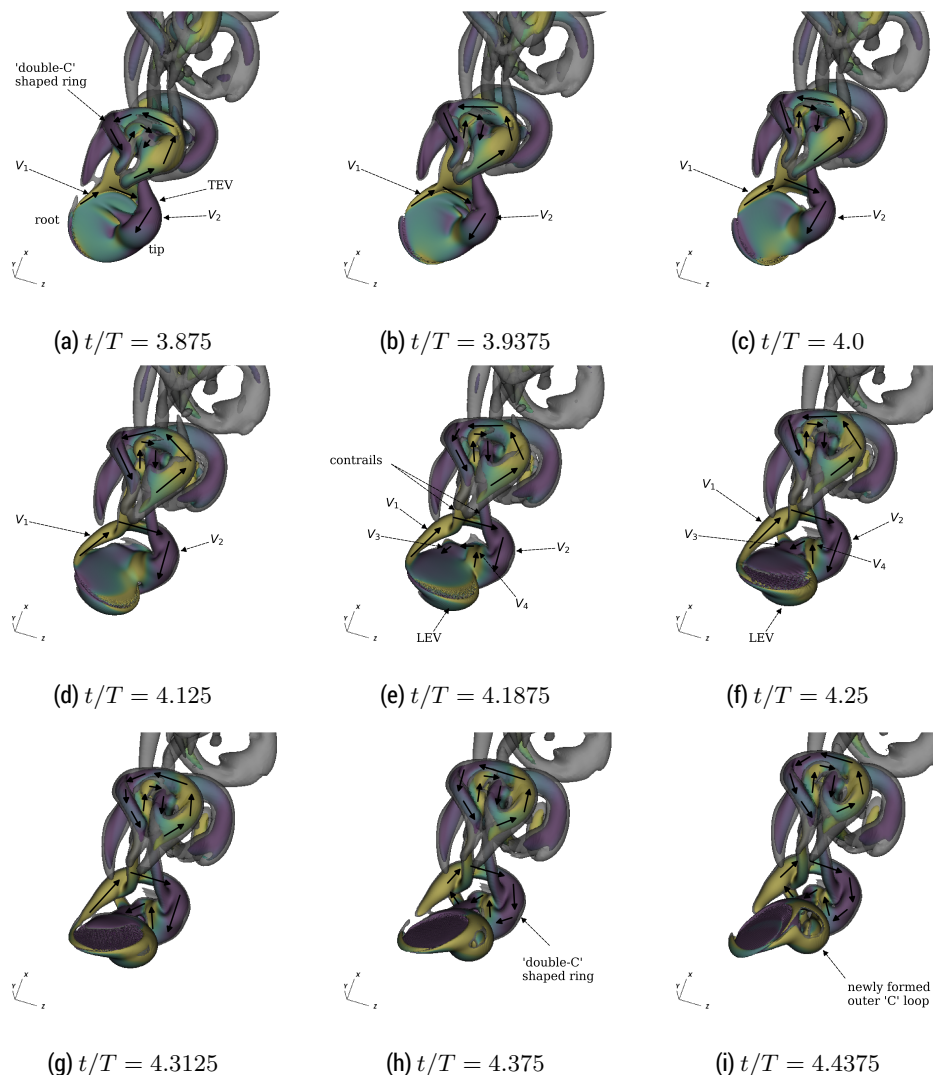 'double-C'
shaped ring
V1
root
TEV
V2
tip
X
Y
Z
(a) t/T = 3.875
V1
V2
X
Y
Z
(b) t/T = 3.9375
V1
V2
X
Y
Z
(c) t/T = 4.0
V1
V2
X
Y
Z
(d) t/T = 4.125
contrails
V1
V3
V2
V4
LEV
X
Y
Z
(e) t/T = 4.1875
V1
V2
V3
V4
LEV
X
Y
Z
(f) t/T = 4.25
X
Y
Z
(g) t/T = 4.3125
'double-C'
shaped ring
X
Y
Z
(h) t/T = 4.375
newly formed
outer 'C' loop
X
Y
Z
(i) t/T = 4.4375